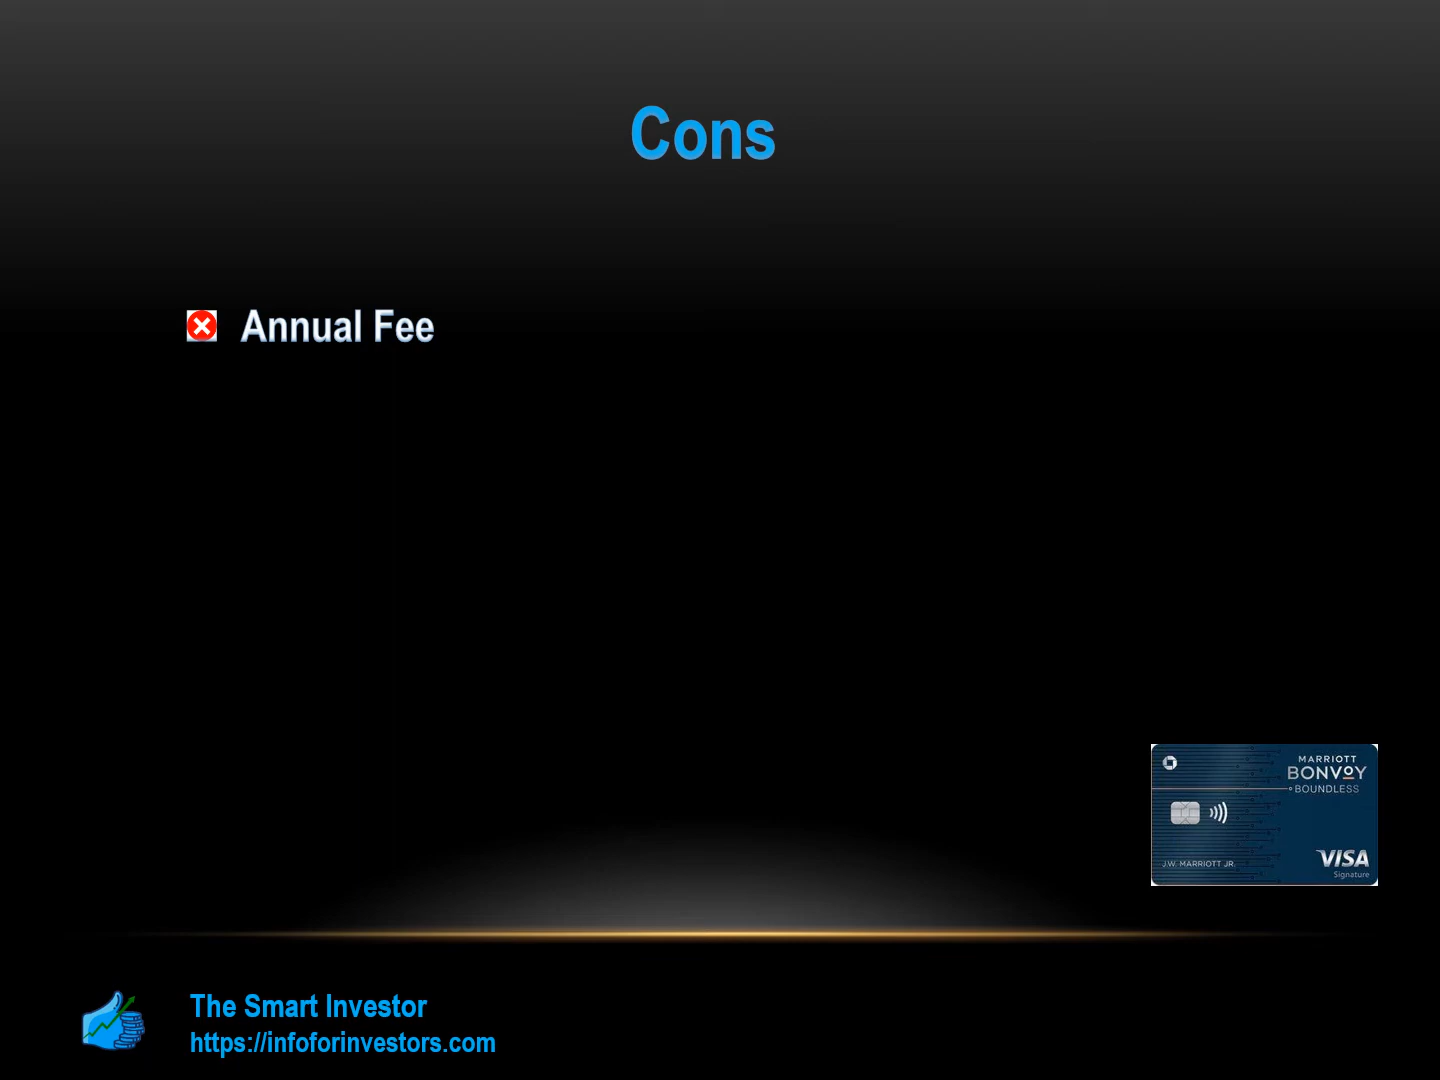 Cons
Annual Fee
MARRIOTT
BONVOY
BOUNDLESS
J.W. MARRIOTT JR.
VISA
Signature
The Smart Investor
https://infoforinvestors.com